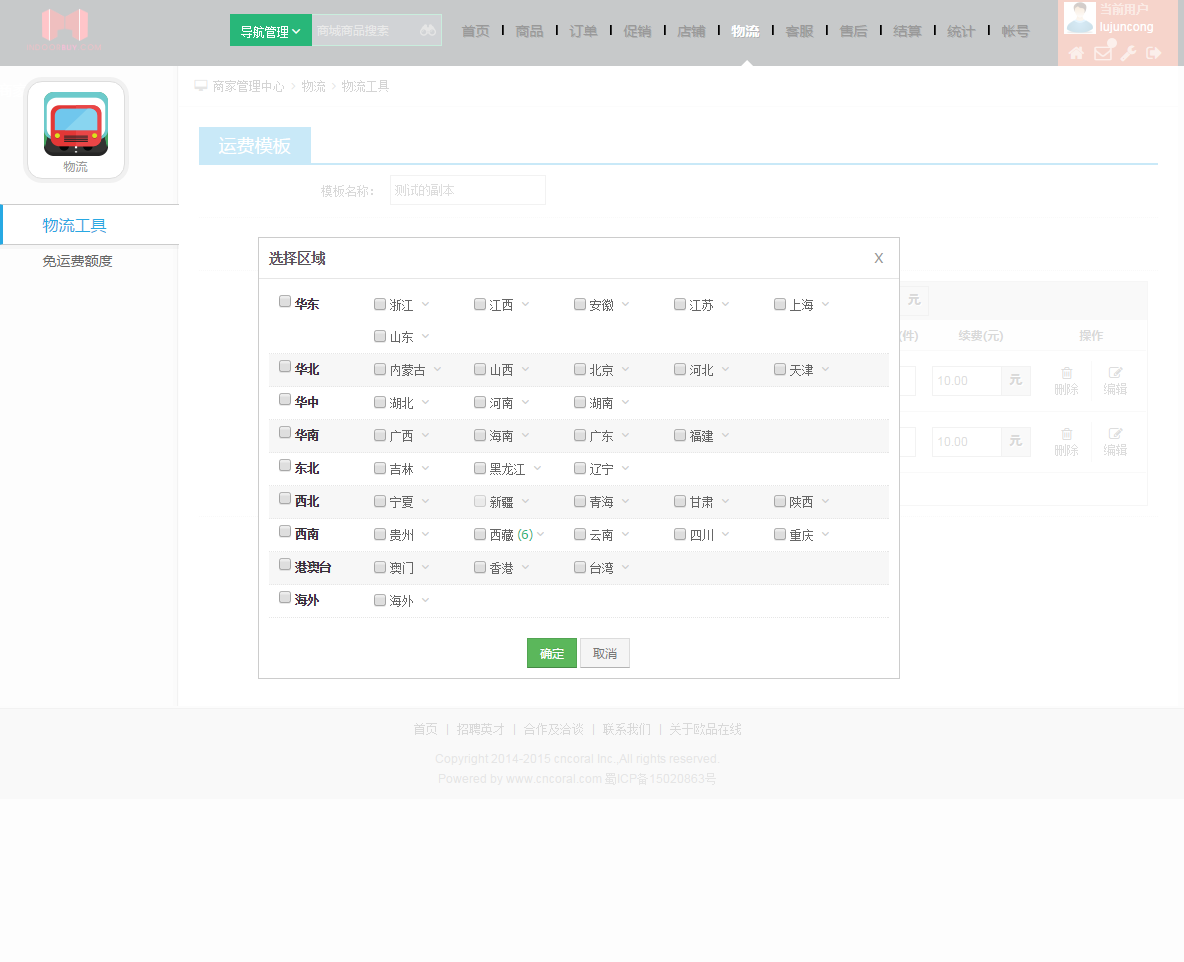 导航管理 商城商品搜索 首页 商品 订单 促销 店铺 物流 客服 售后 结算 统计 帐号
当前用户
lujuncong
商家管理中心 物流 物流工具
物流
运费模板
模板名称: 测试的副本
物流工具
免运费额度
选择区域 X
华东 浙江 江西 安徽 江苏 上海
山东
华北 内蒙古 山西 北京 河北 天津
华中 湖北 河南 湖南
华南 广西 海南 广东 福建
东北 吉林 黑龙江 辽宁
西北 宁夏 新疆 青海 甘肃 陕西
西南 贵州 西藏 (6) 云南 四川 重庆
港澳台 澳门 香港 台湾
海外 海外
确定 取消
元
(件) 续费(元) 操作
10.00 元 删除 编辑
10.00 元 删除 编辑
首页 | 招聘英才 | 合作及洽谈 | 联系我们 | 关于欧品在线
Copyright 2014-2015 cncoral Inc.,All rights reserved.
Powered by www.cncoral.com 蜀ICP备15020863号